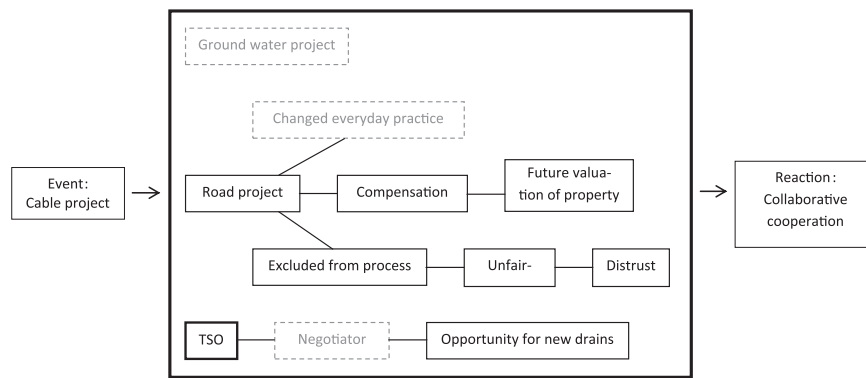 Ground water project
Changed everyday practice
Event:
Cable project
Road project
Compensation
Future valua-
tion of property
Reaction:
Collaborative
cooperation
Excluded from process
Unfair-
Distrust
TSO
Negotiator
Opportunity for new drains